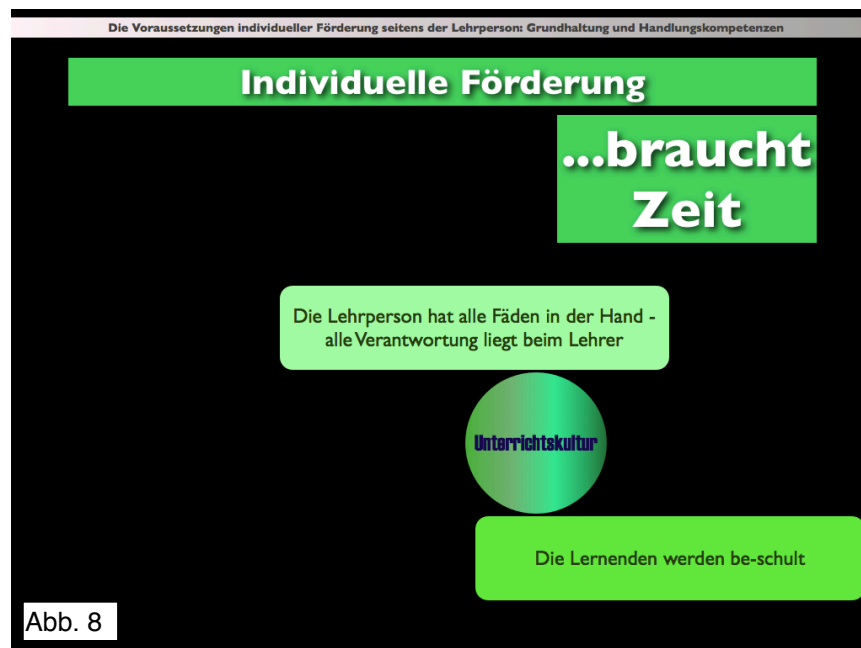 Die Voraussetzungen individueller Förderung seitens der Lehrperson: Grundhaltung und Handlungskompetenzen
Individuelle Förderung
...braucht
Zeit
Die Lehrperson hat alle Fäden in der Hand -
alle Verantwortung liegt beim Lehrer
Unterrichtskultur
Die Lernenden werden be-schult
Abb. 8